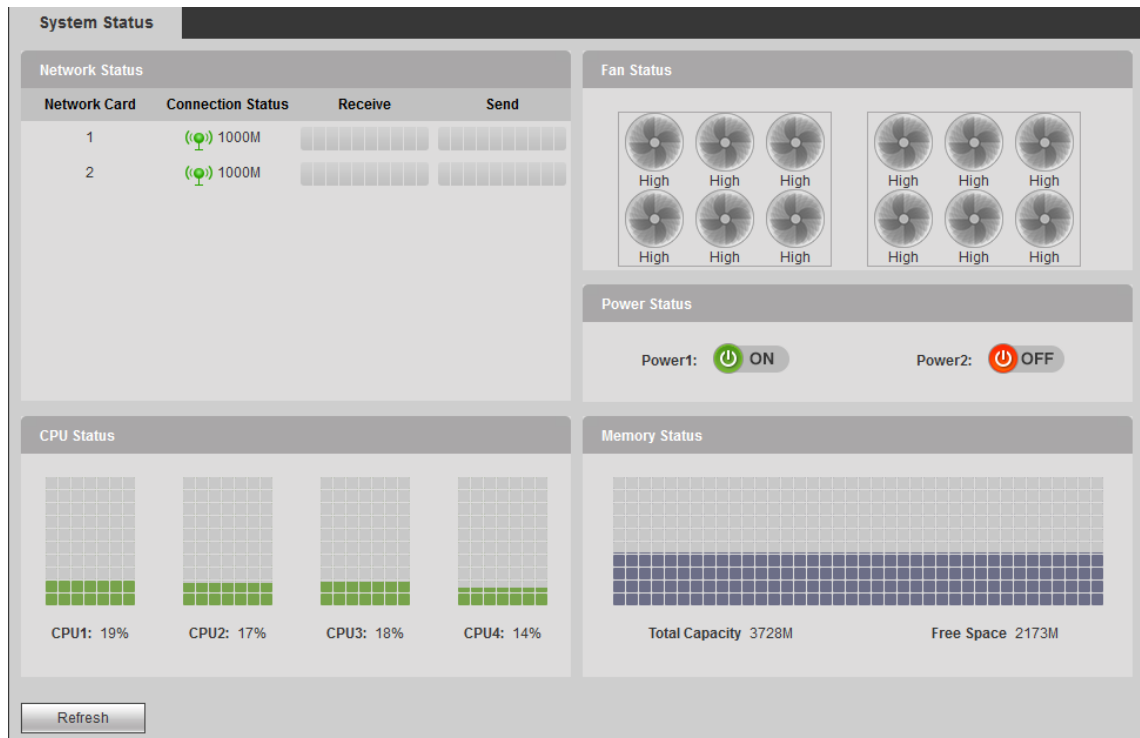 System Status
Network Status
Network Card Connection Status Receive Send
1 1000M
2 1000M
Fan Status
High High High High High High
High High High High High High
Power Status
Power1: ON Power2: OFF
CPU Status
CPU1: 19% CPU2: 17% CPU3: 18% CPU4: 14%
Memory Status
Total Capacity 3728M Free Space 2173M
Refresh